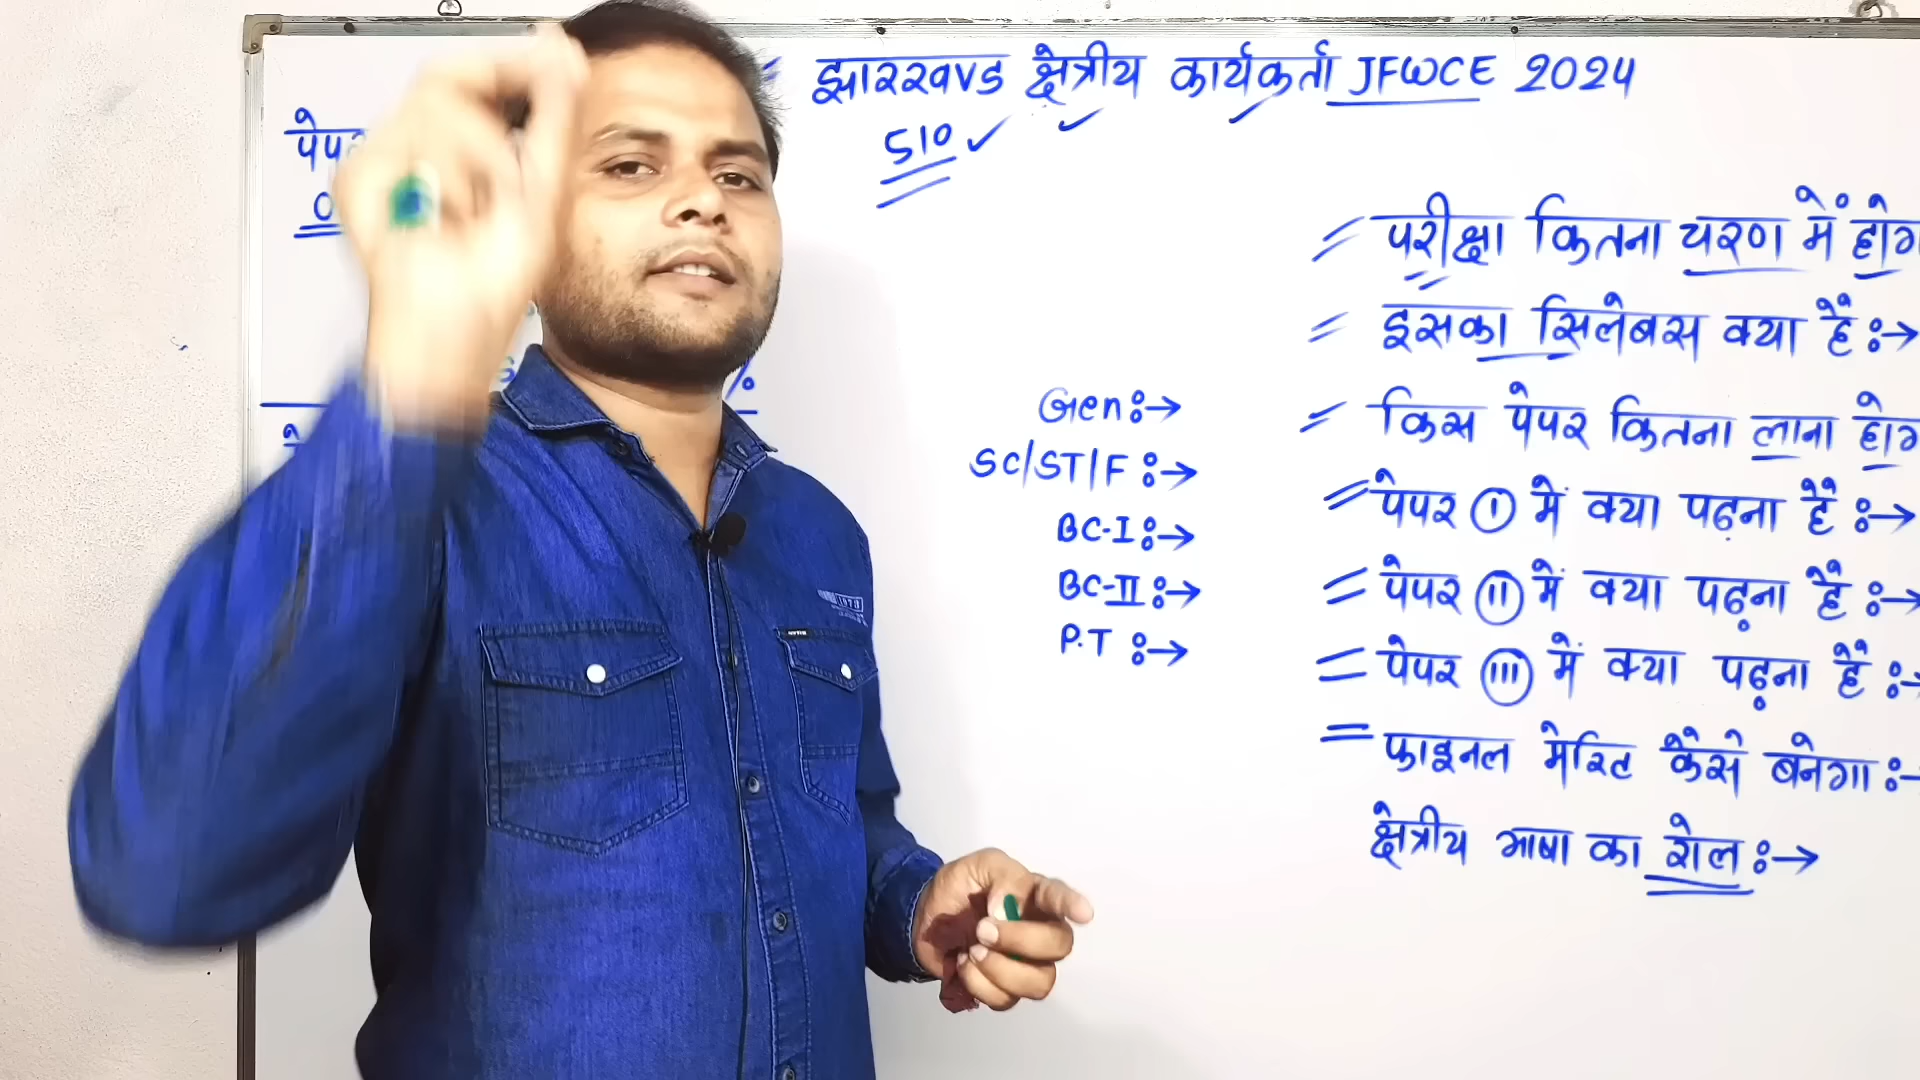 झारखण्ड क्षेत्रीय कार्यकर्ता JFWCE 2024
510 ✓
= परीक्षा कितना चरण में
= इसका सिलेबस क्या है :→
= किस पेपर कितना लाना
Gen :→
SC/ST/F :→
BC-I :→
BC-II :→
P.T :→
= पेपर I में क्या पढ़ना है :→
= पेपर II में क्या पढ़ना है :→
= पेपर III में क्या पढ़ना है :→
= फाइनल मेरिट कैसे बनेगा :→
क्षेत्रीय भाषा का रोल :→
%
1978